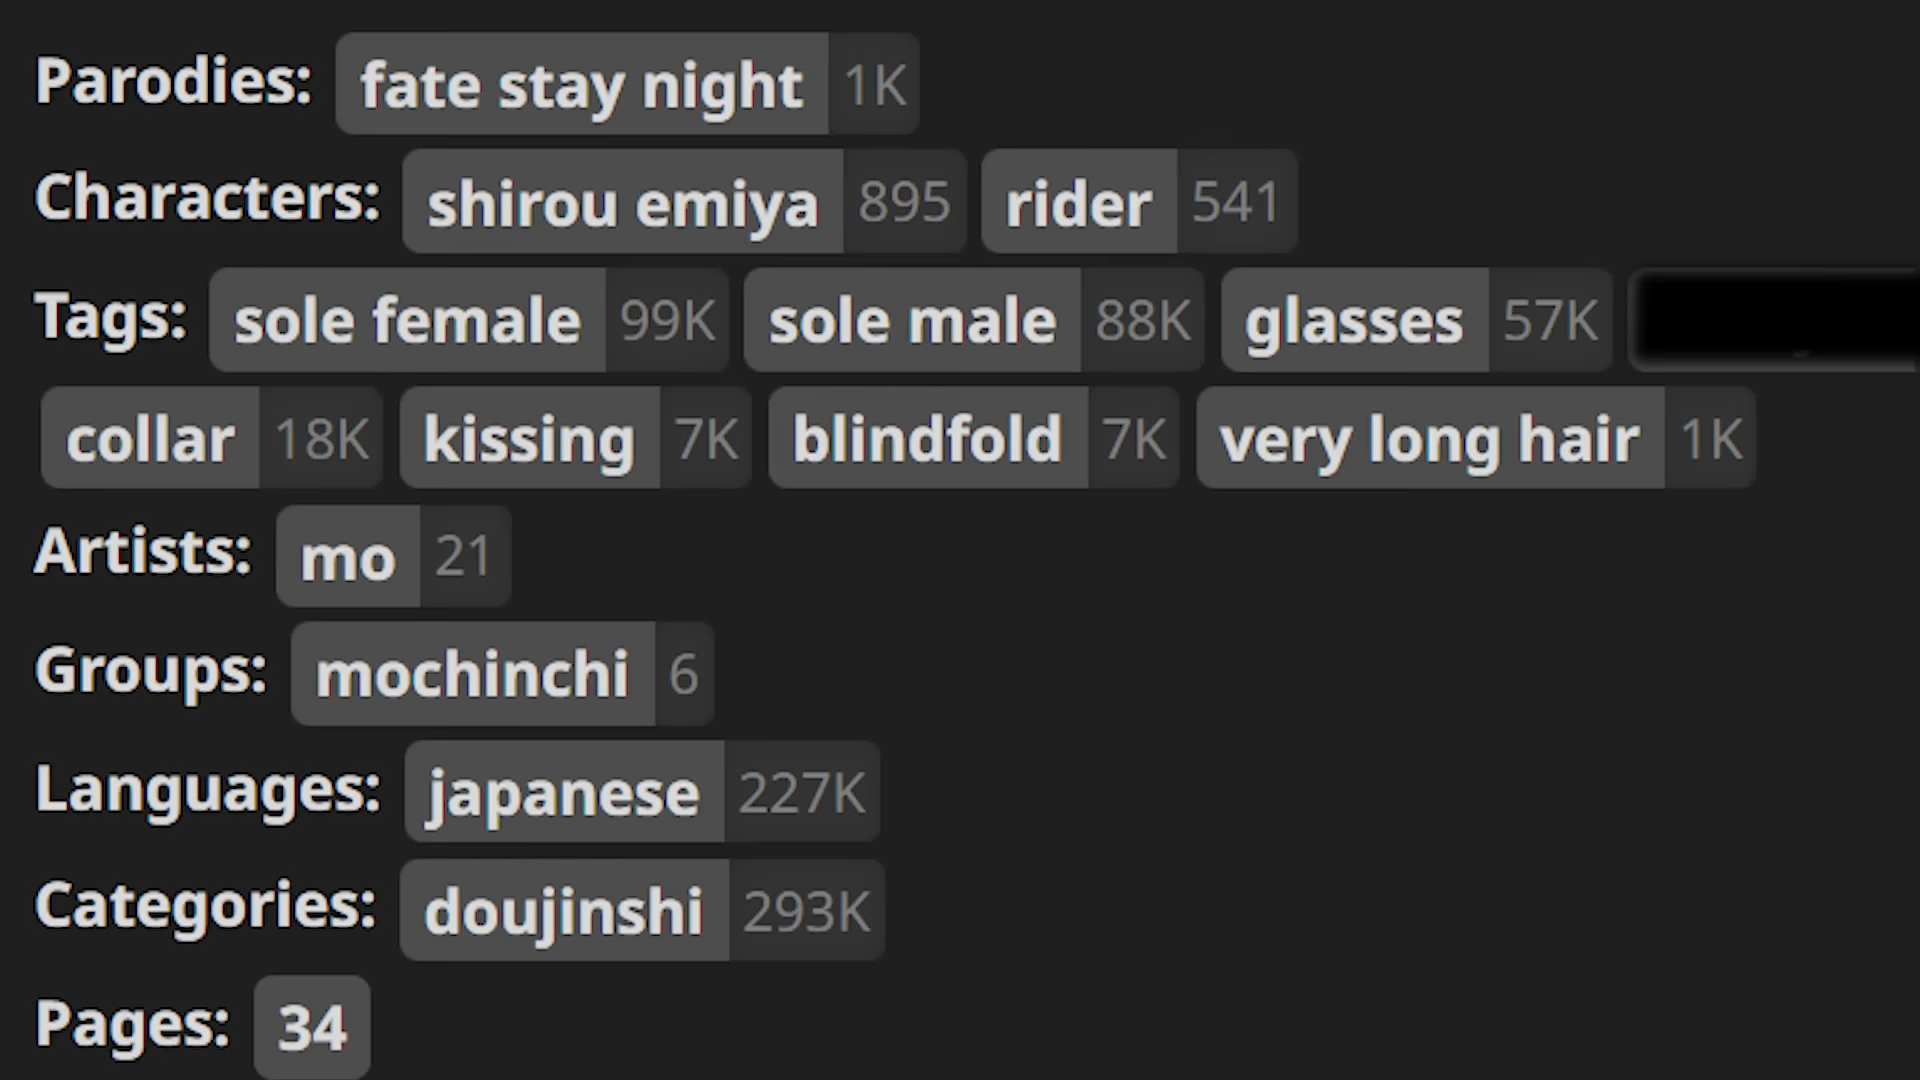 Parodies: fate stay night 1K
Characters: shirou emiya 895 rider 541
Tags: sole female 99K sole male 88K glasses 57K
collar 18K kissing 7K blindfold 7K very long hair 1K
Artists: mo 21
Groups: mochinchi 6
Languages: japanese 227K
Categories: doujinshi 293K
Pages: 34